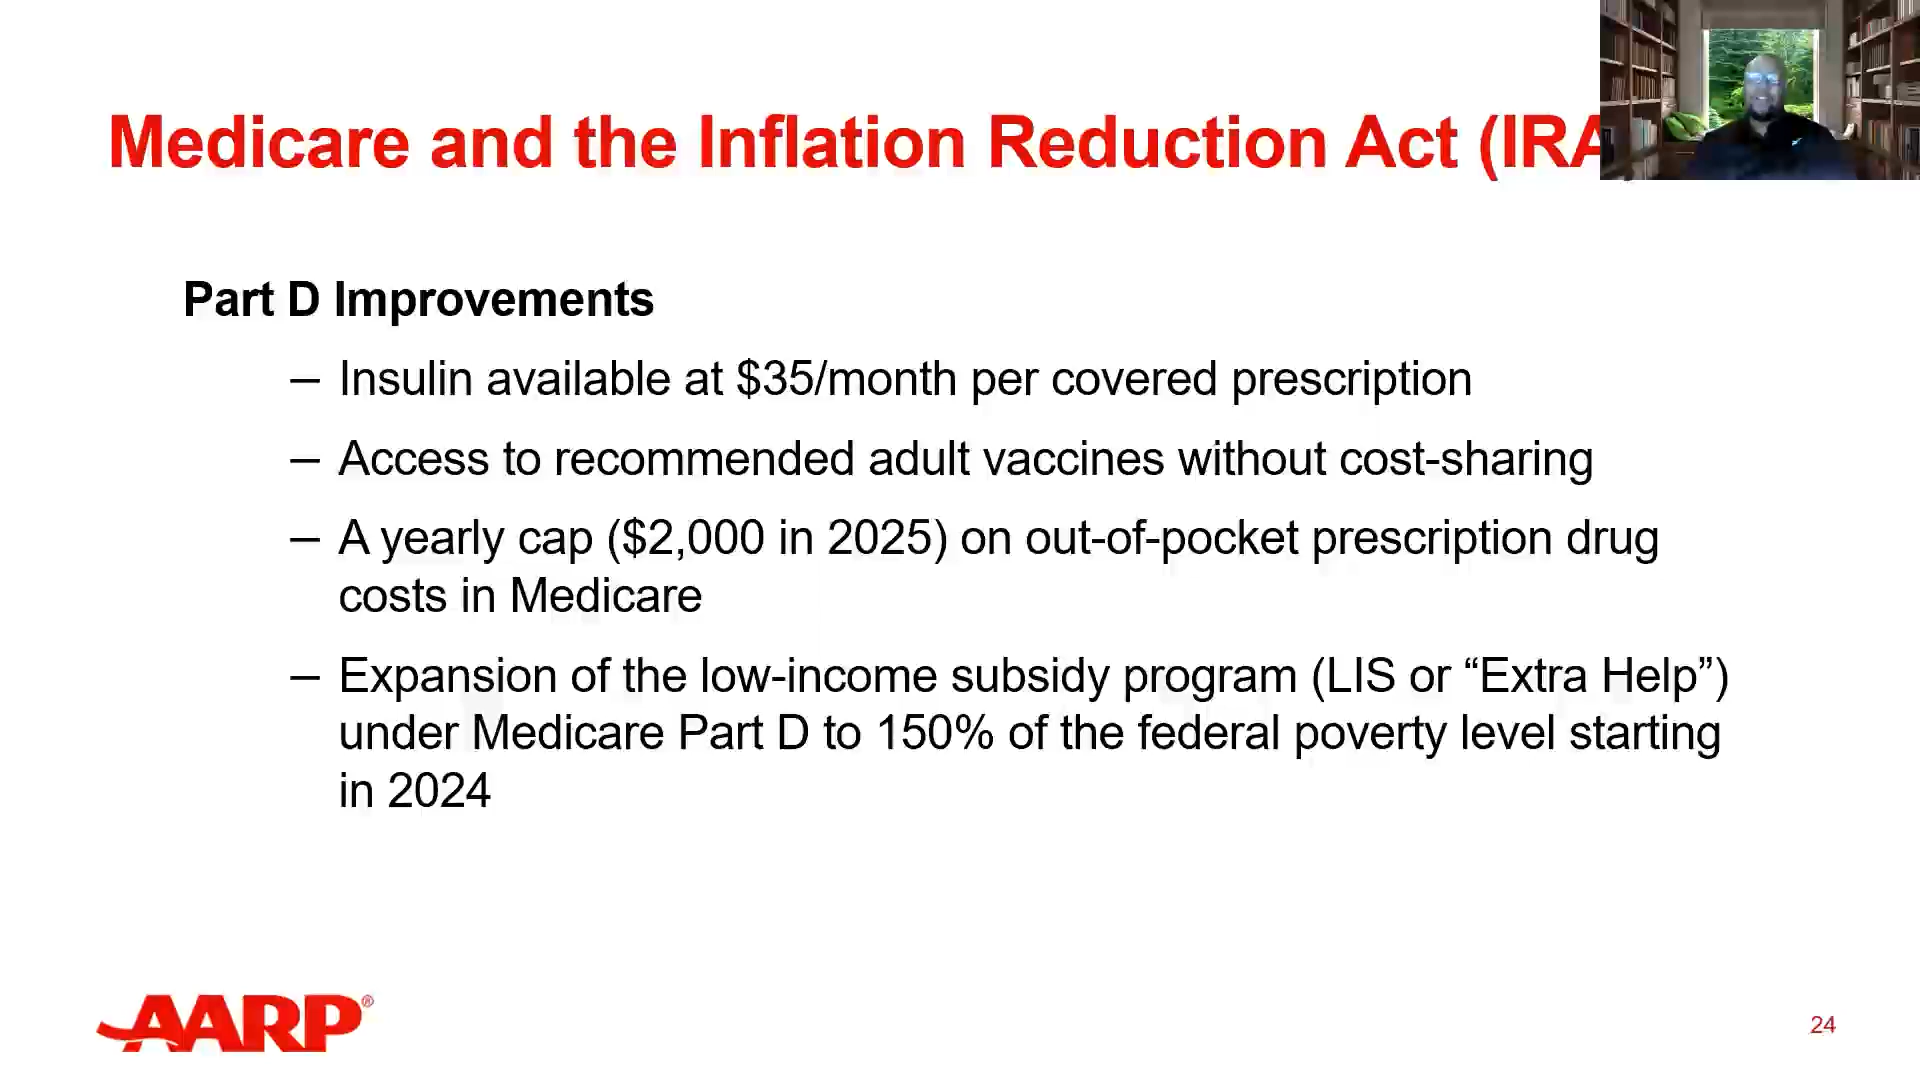 Medicare and the Inflation Reduction Act (IRA
Part D Improvements
– Insulin available at $35/month per covered prescription
– Access to recommended adult vaccines without cost-sharing
– A yearly cap ($2,000 in 2025) on out-of-pocket prescription drug
costs in Medicare
– Expansion of the low-income subsidy program (LIS or “Extra Help”)
under Medicare Part D to 150% of the federal poverty level starting
in 2024
AARP®
24